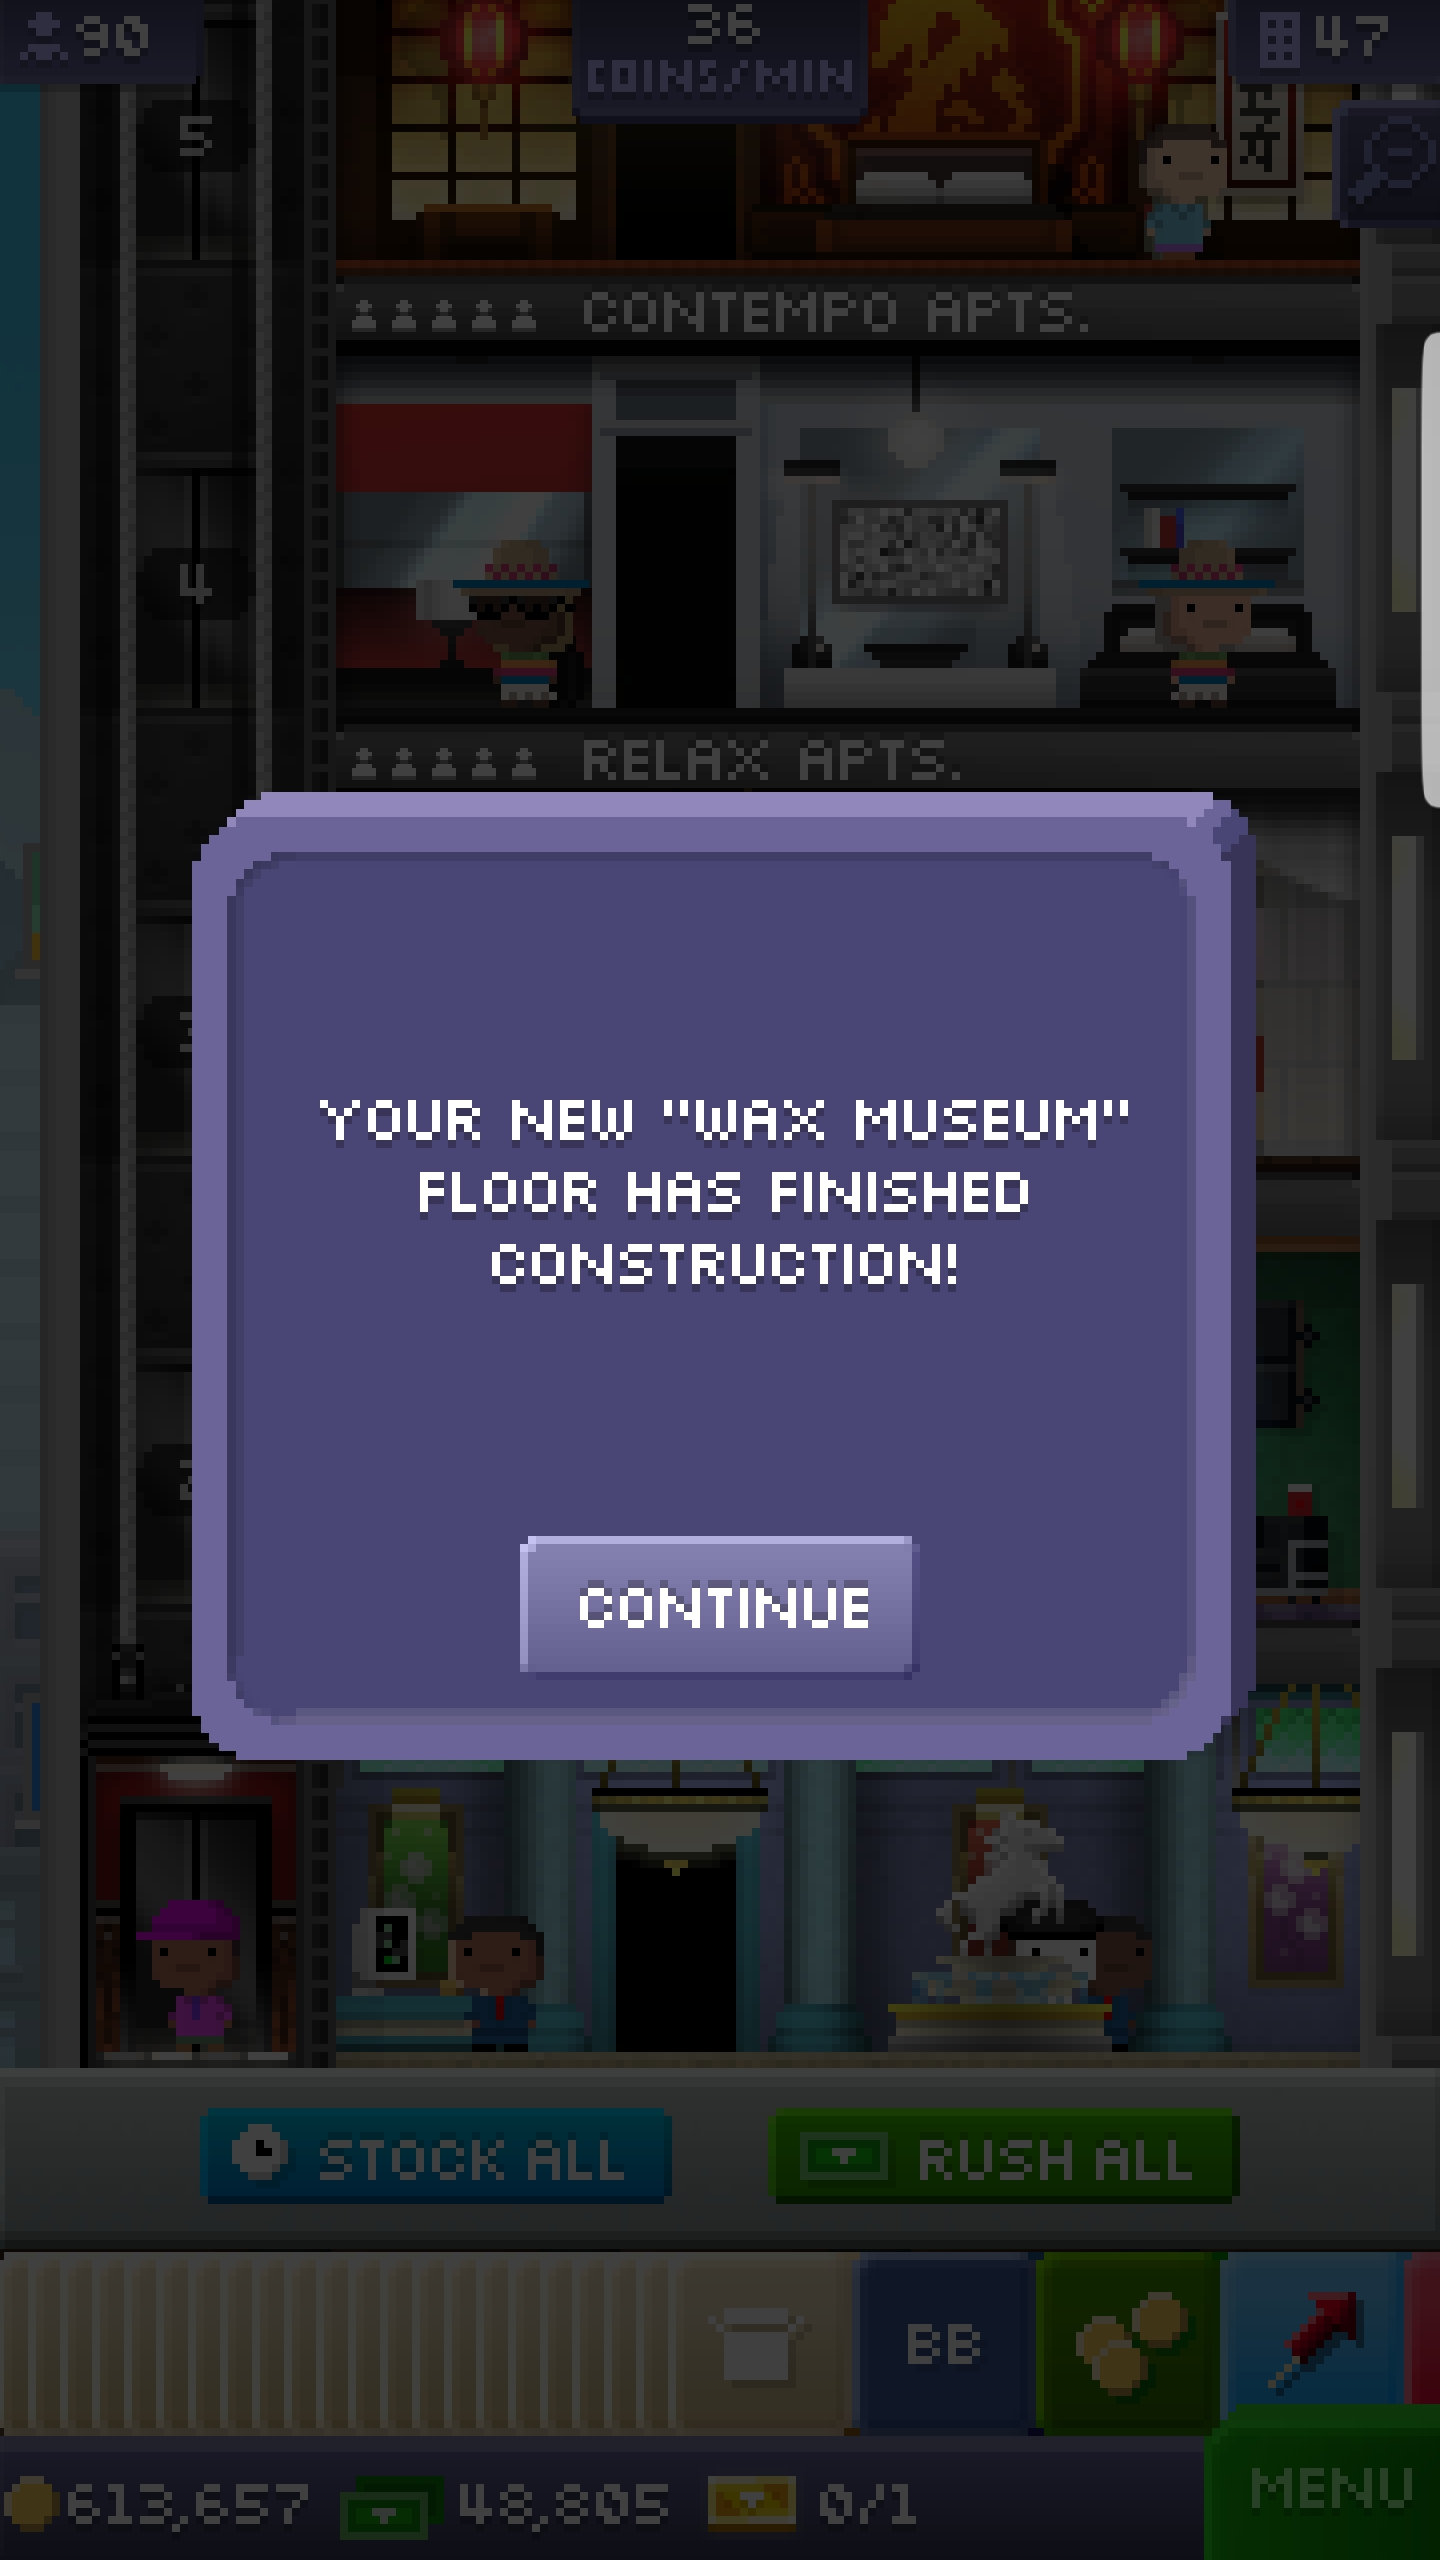 90
36
COINS/MIN
47
5
CONTEMPO APTS.
4
RELAX APTS.
YOUR NEW "WAX MUSEUM"
FLOOR HAS FINISHED
CONSTRUCTION!
CONTINUE
STOCK ALL
RUSH ALL
BB
613,657
48,805
0/1
MENU